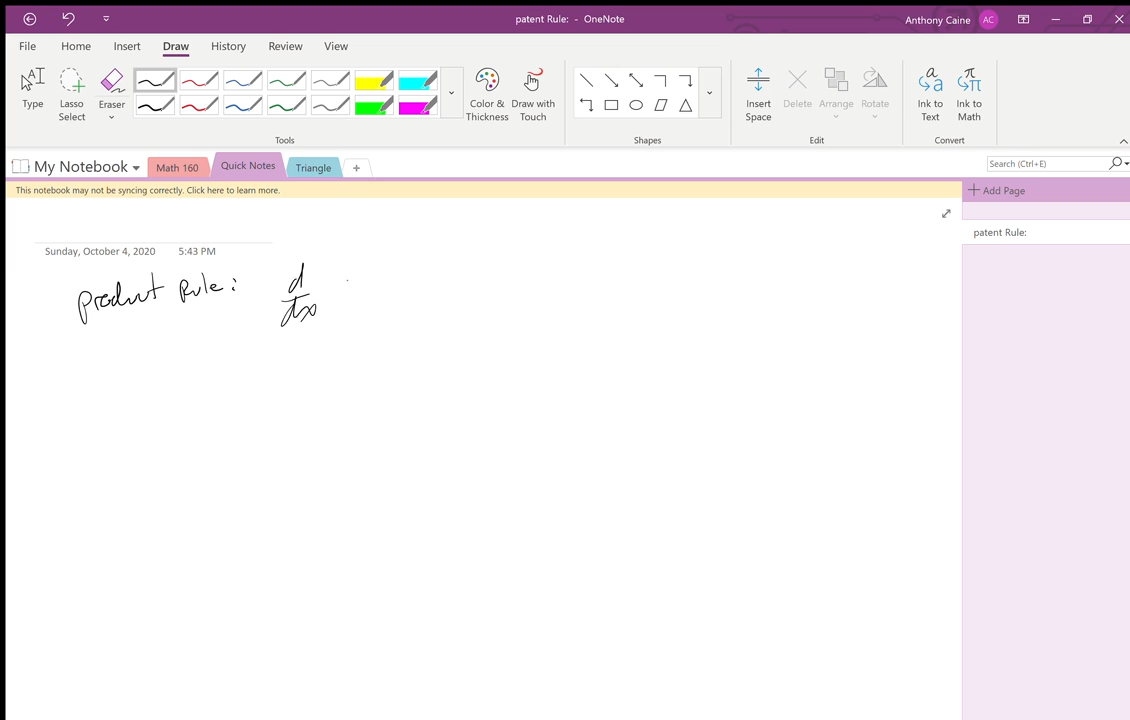 patent Rule: - OneNote
Anthony Caine
AC
File
Home
Insert
Draw
History
Review
View
Type
Lasso
Select
Eraser
Color &
Thickness
Draw with
Touch
Insert
Space
Delete
Arrange
Rotate
Ink to
Text
Ink to
Math
Tools
Shapes
Edit
Convert
My Notebook
Math 160
Quick Notes
Triangle
Search (Ctrl+E)
This notebook may not be syncing correctly. Click here to learn more.
Add Page
patent Rule:
Sunday, October 4, 2020
5:43 PM
product Rule: d
dx